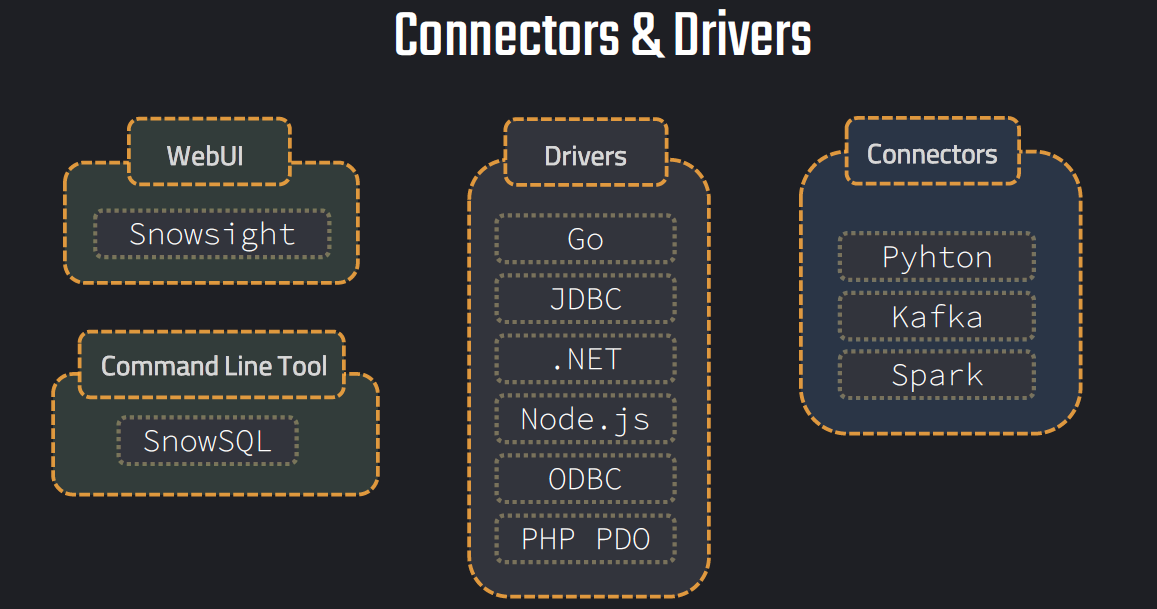 Connectors & Drivers
WebUI
Snowsight
Command Line Tool
SnowSQL
Drivers
Go
JDBC
.NET
Node.js
ODBC
PHP PDO
Connectors
Pyhton
Kafka
Spark